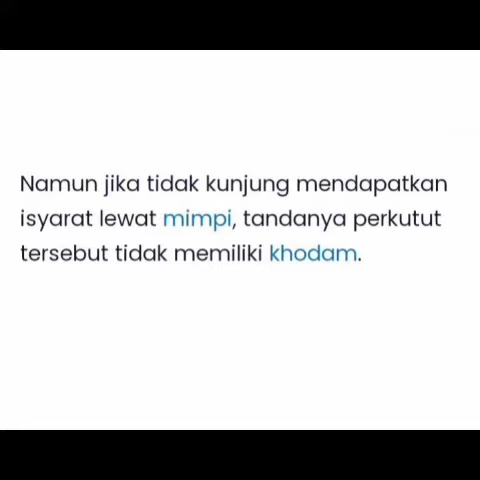 Namun jika tidak kunjung mendapatkan
isyarat lewat mimpi, tandanya perkutut
tersebut tidak memiliki khodam.